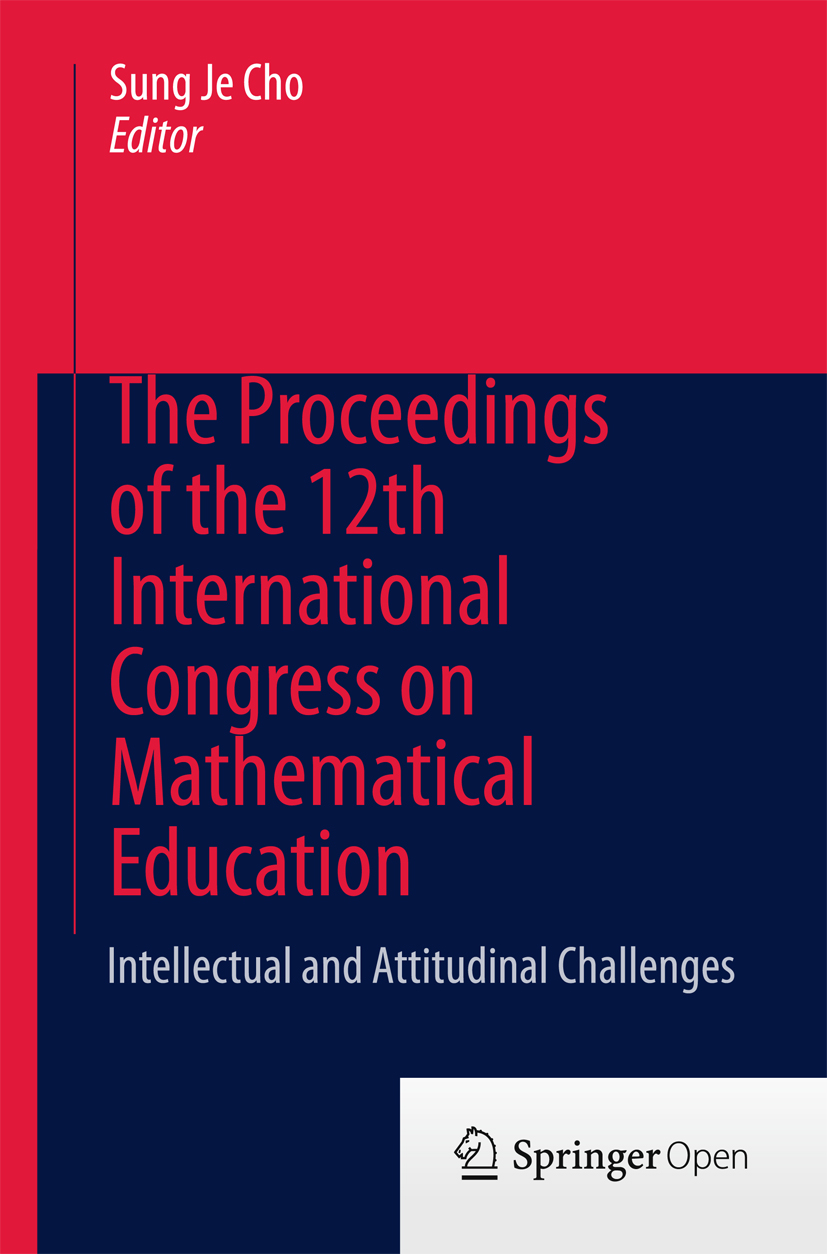 Sung Je Cho
Editor
The Proceedings
of the 12th
International
Congress on
Mathematical
Education
Intellectual and Attitudinal Challenges
Springer Open